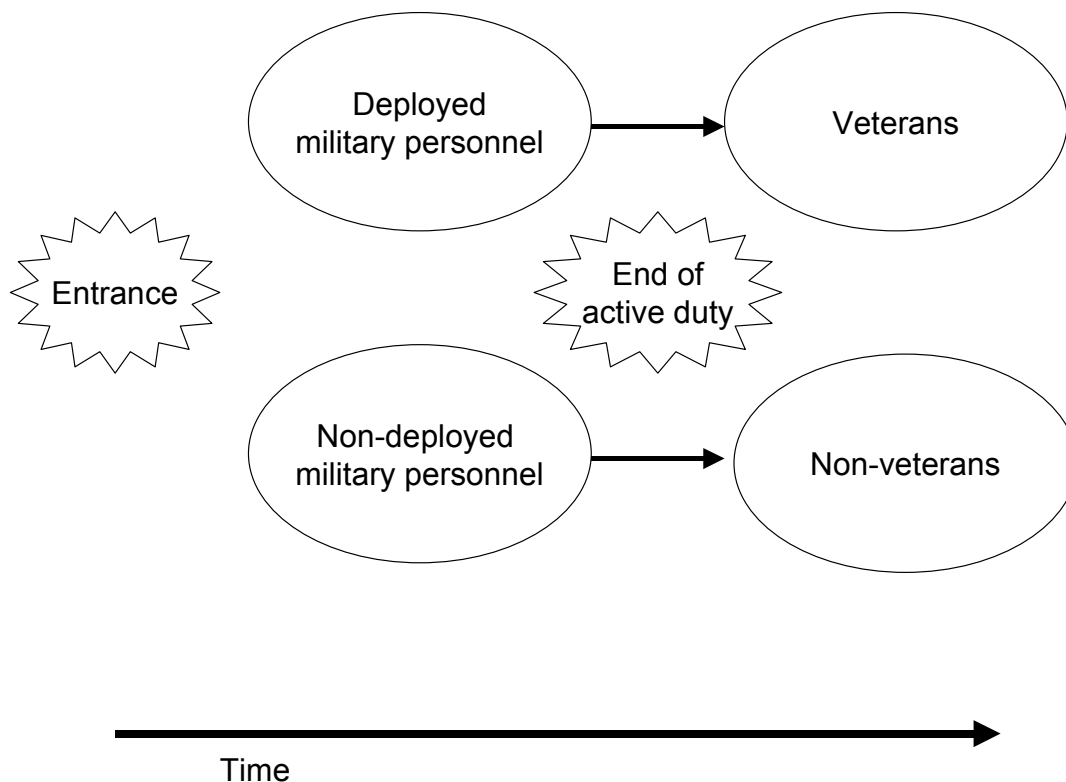 Deployed
military personnel
Veterans
Entrance
End of
active duty
Non-deployed
military personnel
Non-veterans
Time